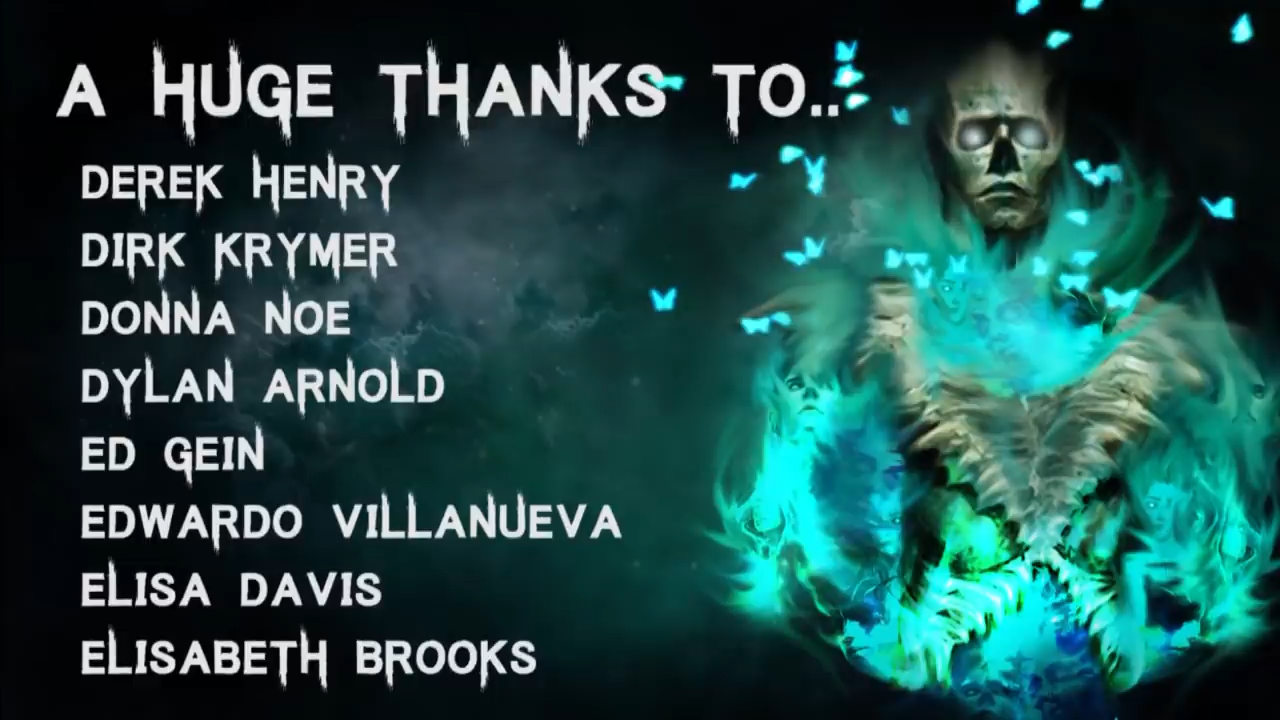 A HUGE THANKS TO..
DEREK HENRY
DIRK KRYMER
DONNA NOE
DYLAN ARNOLD
ED GEIN
EDWARDO VILLANUEVA
ELISA DAVIS
ELISABETH BROOKS